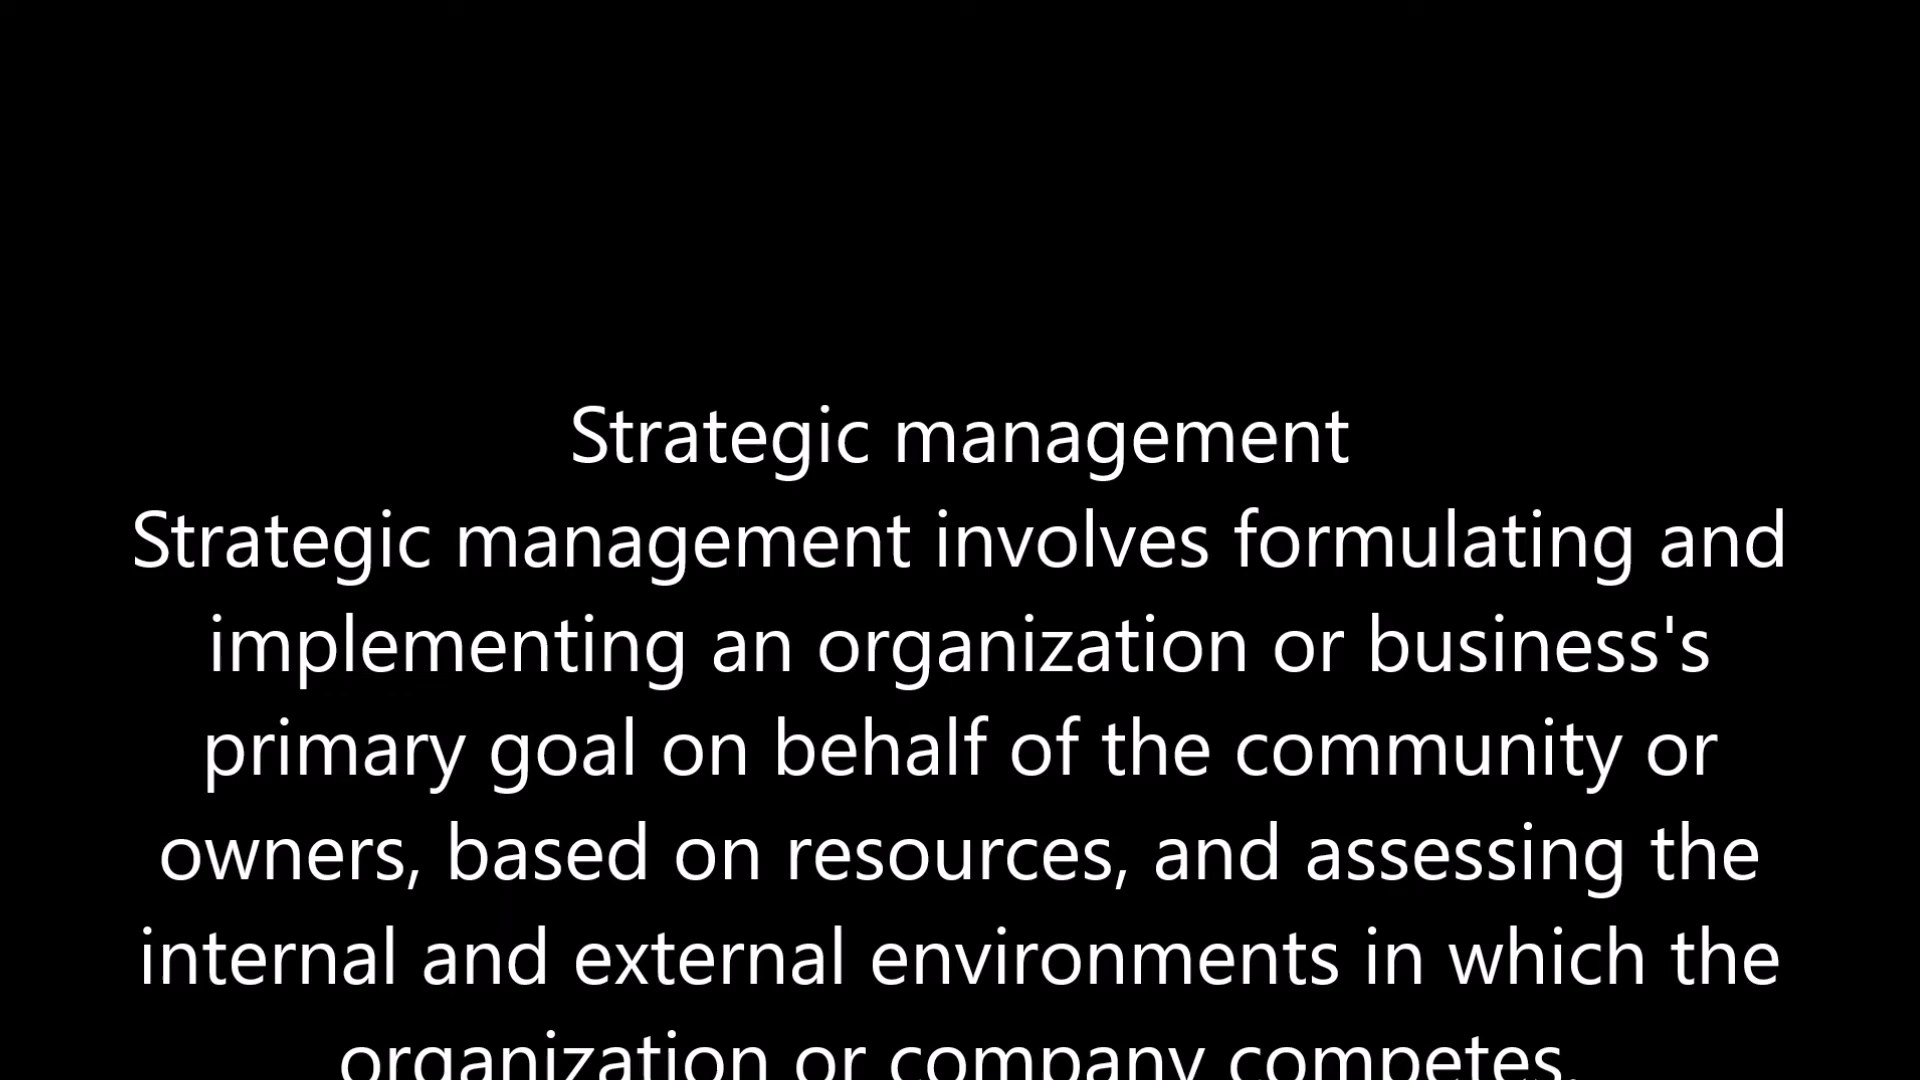 Strategic management
Strategic management involves formulating and
implementing an organization or business's
primary goal on behalf of the community or
owners, based on resources, and assessing the
internal and external environments in which the
organization or company competes.